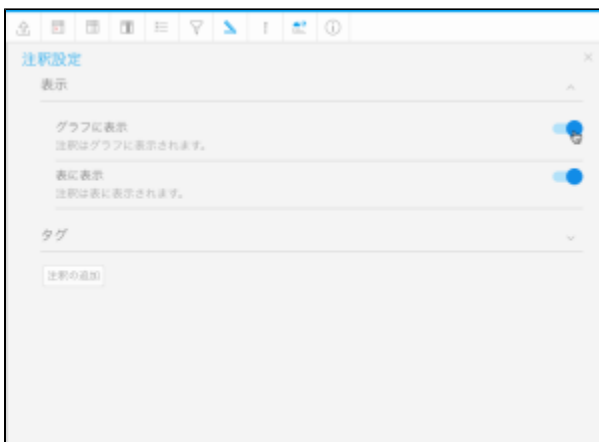 注釈設定
表示
グラフに表示
注釈はグラフに表示されます。
表に表示
注釈は表に表示されます。
タグ
注釈の追加